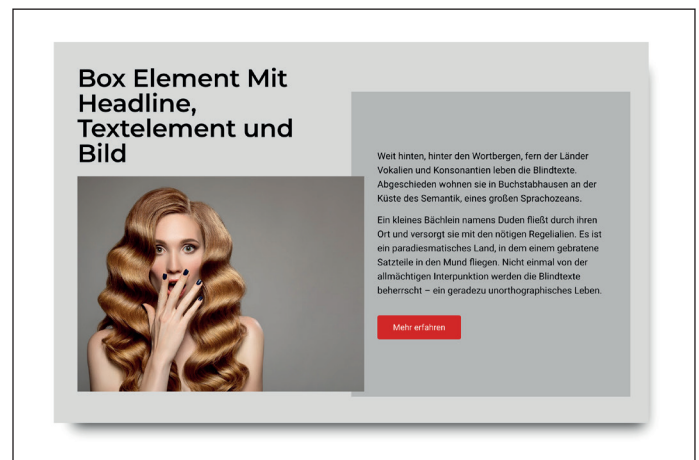 Box Element Mit
Headline,
Textelement und
Bild
Weit hinten, hinter den Wortbergen, fern der Länder
Vokalien und Konsonantien leben die Blindtexte.
Abgeschieden wohnen sie in Buchstabhausen an der
Küste des Semantik, eines großen Sprachozeans.
Ein kleines Bächlein namens Duden fließt durch ihren
Ort und versorgt sie mit den nötigen Regelialien. Es ist
ein paradiesmatisches Land, in dem einem gebratene
Satzteile in den Mund fliegen. Nicht einmal von der
allmächtigen Interpunktion werden die Blindtexte
beherrscht – ein geradezu unorthographisches Leben.
Mehr erfahren